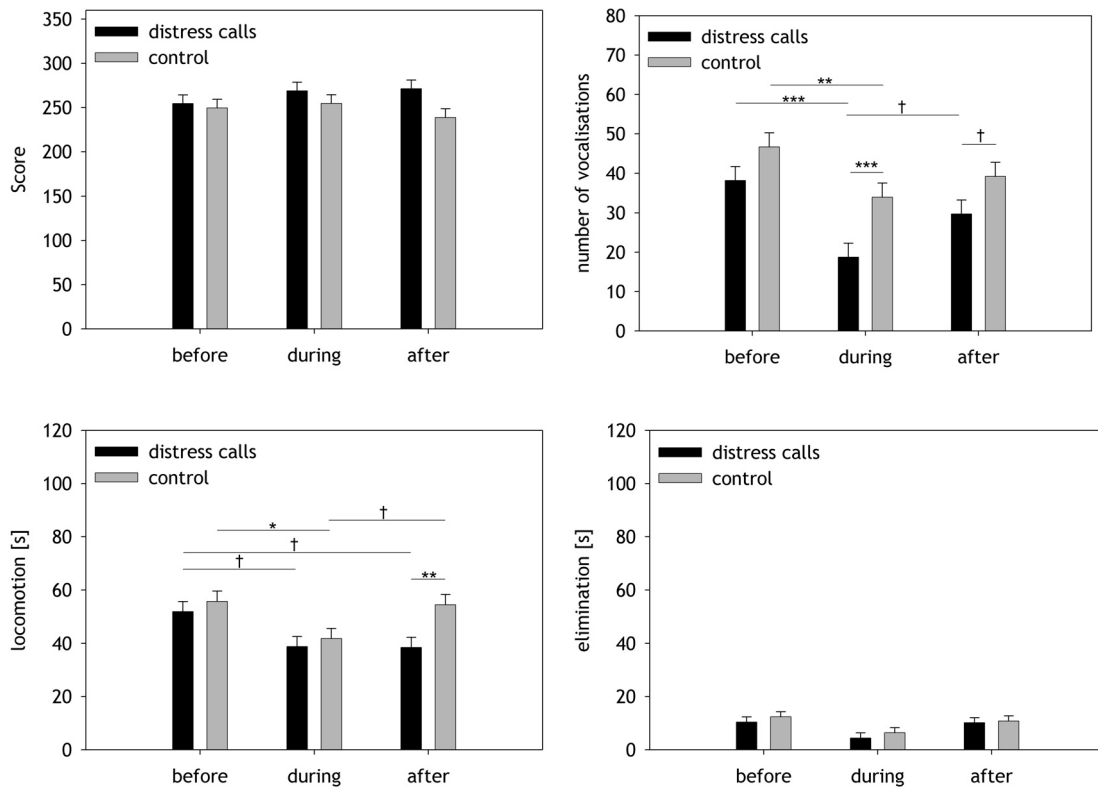 350
300
250
200
150
100
50
0
Score
distress calls
control
before during after
80
70
60
50
40
30
20
10
0
number of vocalisations
distress calls
control
**
***
†
†
***
before during after
120
100
80
60
40
20
0
locomotion [s]
distress calls
control
†
*
†
†
**
before during after
120
100
80
60
40
20
0
elimination [s]
distress calls
control
before during after